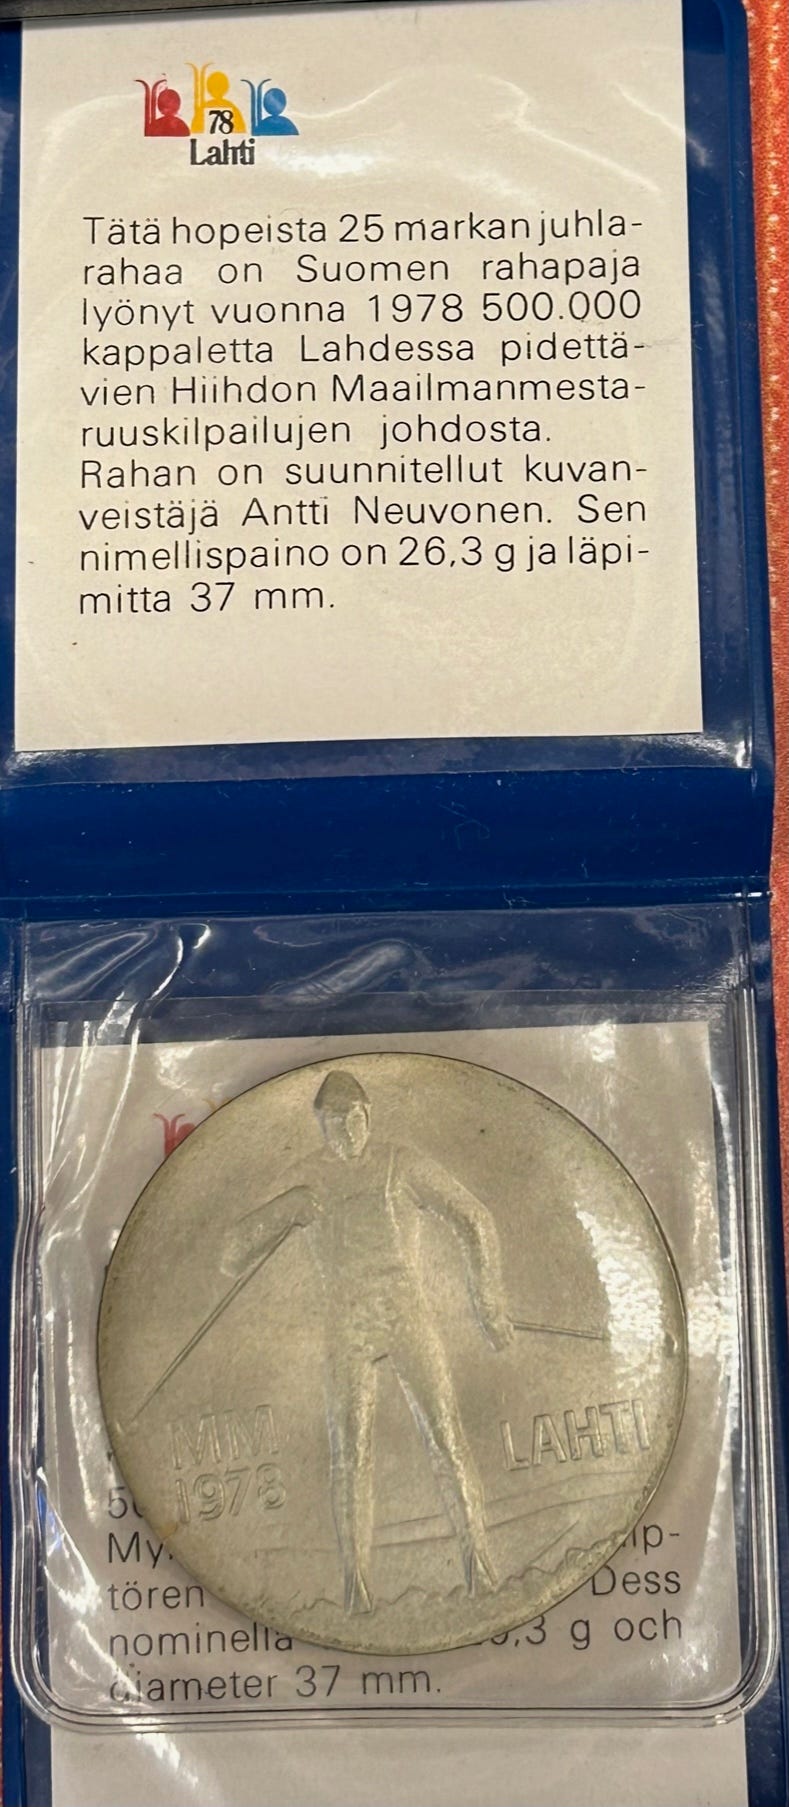 78
Lahti
Tätä hopeista 25 markan juhla-
rahaa on Suomen rahapaja
lyönyt vuonna 1978 500.000
kappaletta Lahdessa pidettä-
vien Hiihdon Maailmanmesta-
ruuskilpailujen johdosta.
Rahan on suunnitellut kuvan-
veistäjä Antti Neuvonen. Sen
nimellispaino on 26,3 g ja läpi-
mitta 37 mm.
MM
1978
LAHTI
tören Dess
nominella g och
diameter 37 mm.